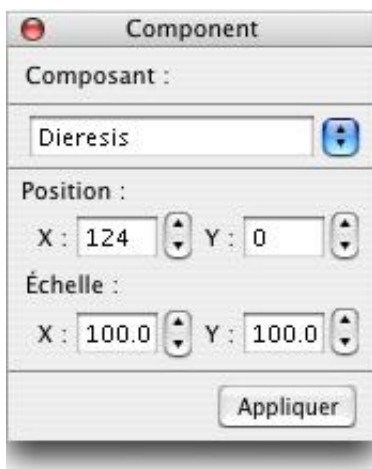 Component
Composant :
Dieresis
Position :
X : 124 Y : 0
Échelle :
X : 100.0 Y : 100.0
Appliquer